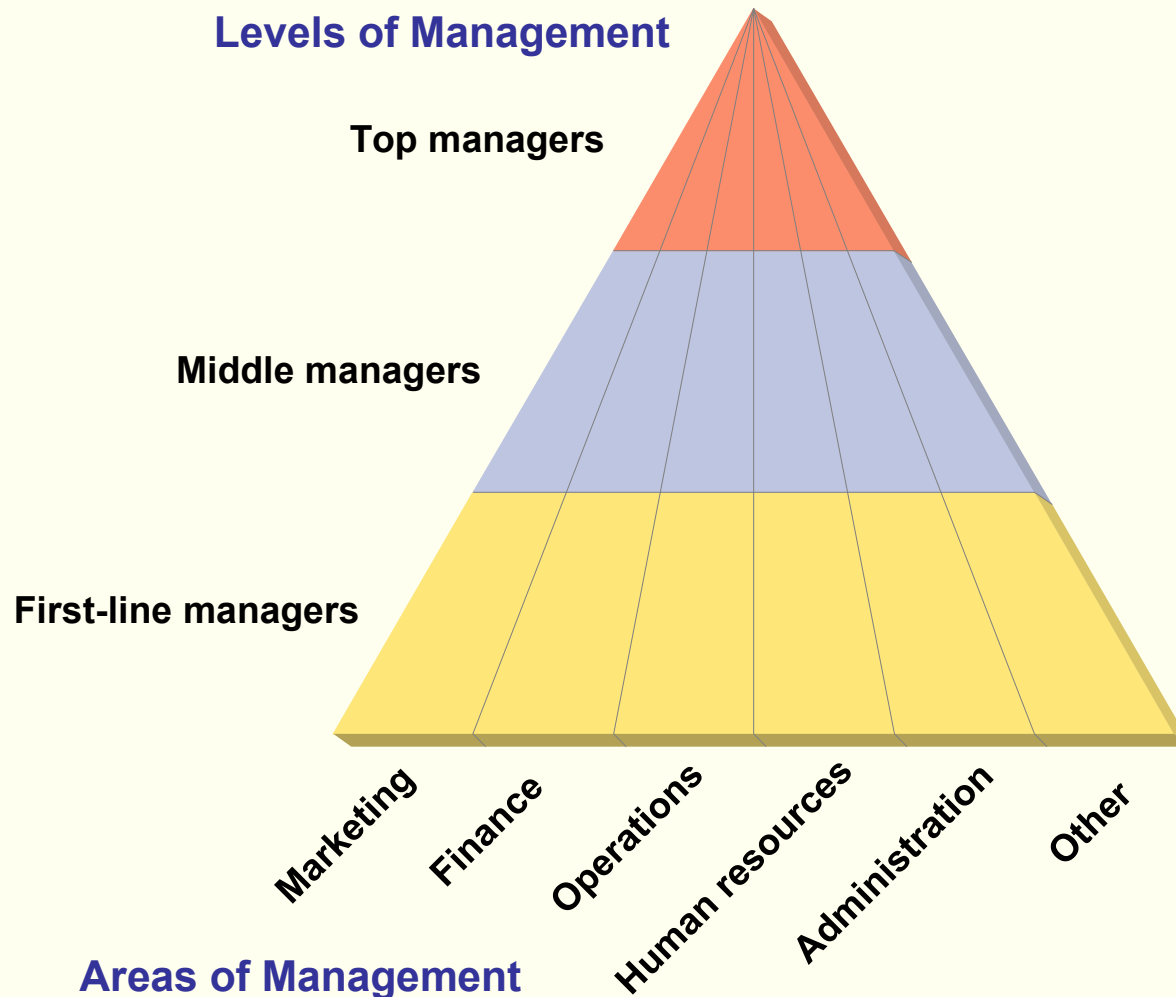 Levels of Management
Top managers
Middle managers
First-line managers
Marketing
Finance
Operations
Human resources
Administration
Other
Areas of Management